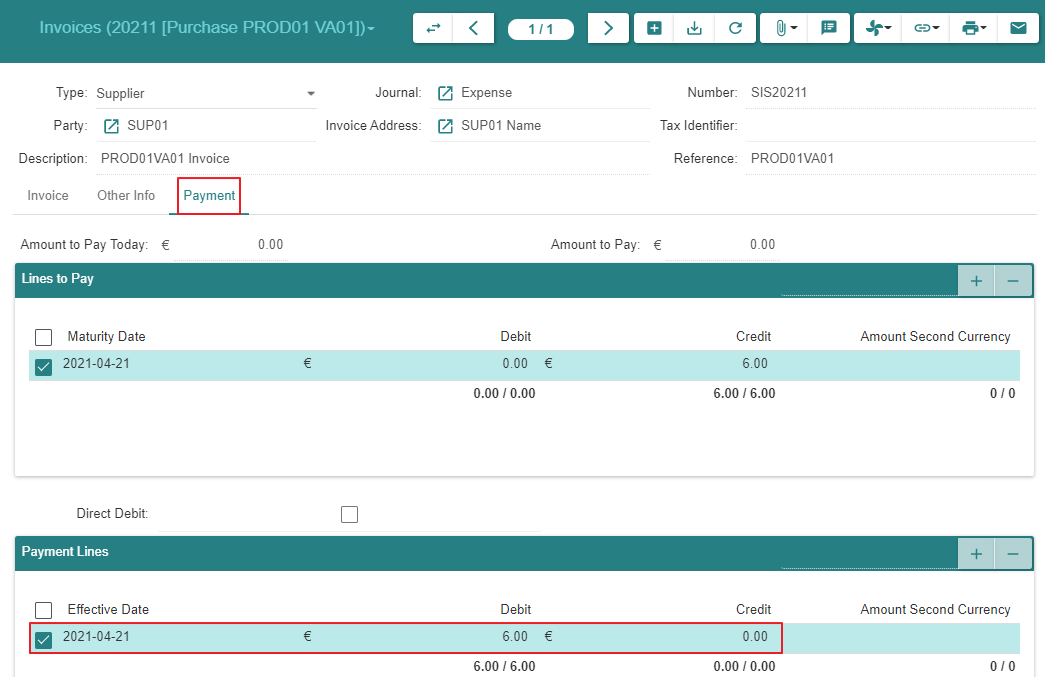 Invoices (20211 [Purchase PROD01 VA01])
1 / 1
Type: Supplier Journal: Expense Number: SIS20211
Party: SUP01 Invoice Address: SUP01 Name Tax Identifier:
Description: PROD01VA01 Invoice Reference: PROD01VA01
Invoice Other Info Payment
Amount to Pay Today: € 0.00 Amount to Pay: € 0.00
Lines to Pay
Maturity Date Debit Credit Amount Second Currency
2021-04-21 € 0.00 € 6.00
0.00 / 0.00 6.00 / 6.00 0 / 0
Direct Debit:
Payment Lines
Effective Date Debit Credit Amount Second Currency
2021-04-21 € 6.00 € 0.00
6.00 / 6.00 0.00 / 0.00 0 / 0